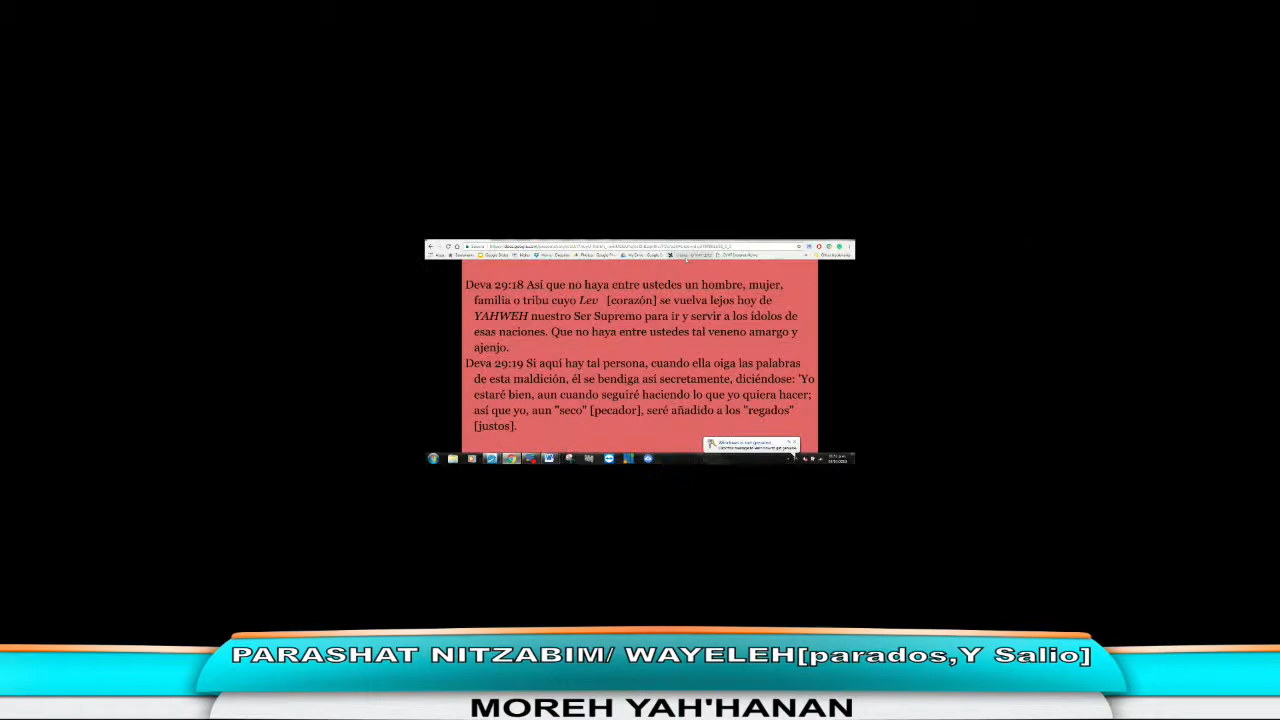 Deva 29:18 Así que no haya entre ustedes un hombre, mujer,
familia o tribu cuyo Lev [corazón] se vuelva lejos hoy de
YAHWEH nuestro Ser Supremo para ir y servir a los ídolos de
esas naciones. Que no haya entre ustedes tal veneno amargo y
ajenjo.
Deva 29:19 Si aquí hay tal persona, cuando ella oiga las palabras
de esta maldición, él se bendiga así secretamente, diciéndose: 'Yo
estaré bien, aun cuando seguiré haciendo lo que yo quiera hacer;
así que yo, aun "seco" [pecador], seré añadido a los "regados"
[justos].
PARASHAT NITZABIM/ WAYELEH[parados,Y Salio]
MOREH YAH'HANAN